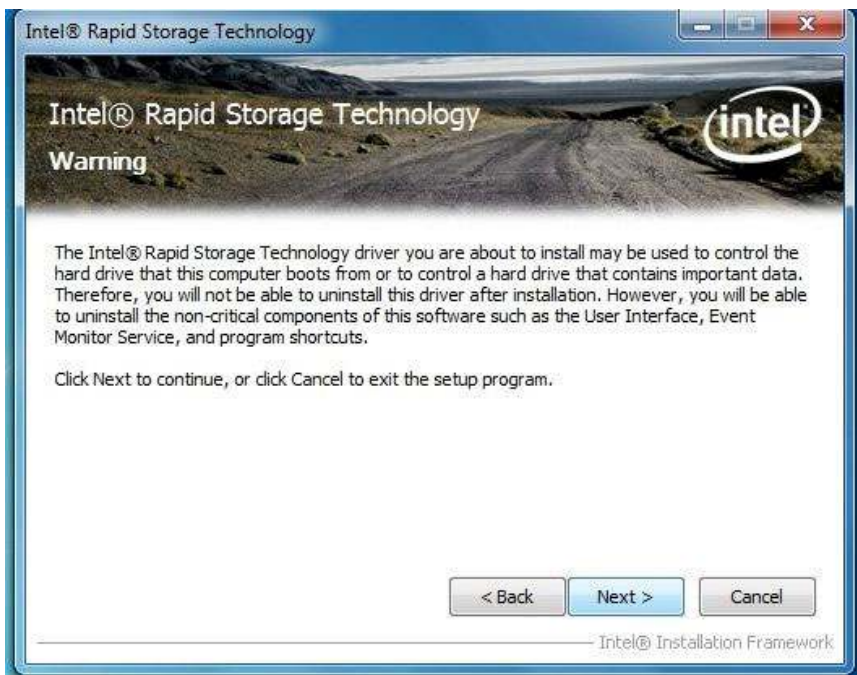 Intel® Rapid Storage Technology
Intel® Rapid Storage Technology
intel
Warning
The Intel® Rapid Storage Technology driver you are about to install may be used to control the
hard drive that this computer boots from or to control a hard drive that contains important data.
Therefore, you will not be able to uninstall this driver after installation. However, you will be able
to uninstall the non-critical components of this software such as the User Interface, Event
Monitor Service, and program shortcuts.
Click Next to continue, or click Cancel to exit the setup program.
< Back Next > Cancel
Intel® Installation Framework